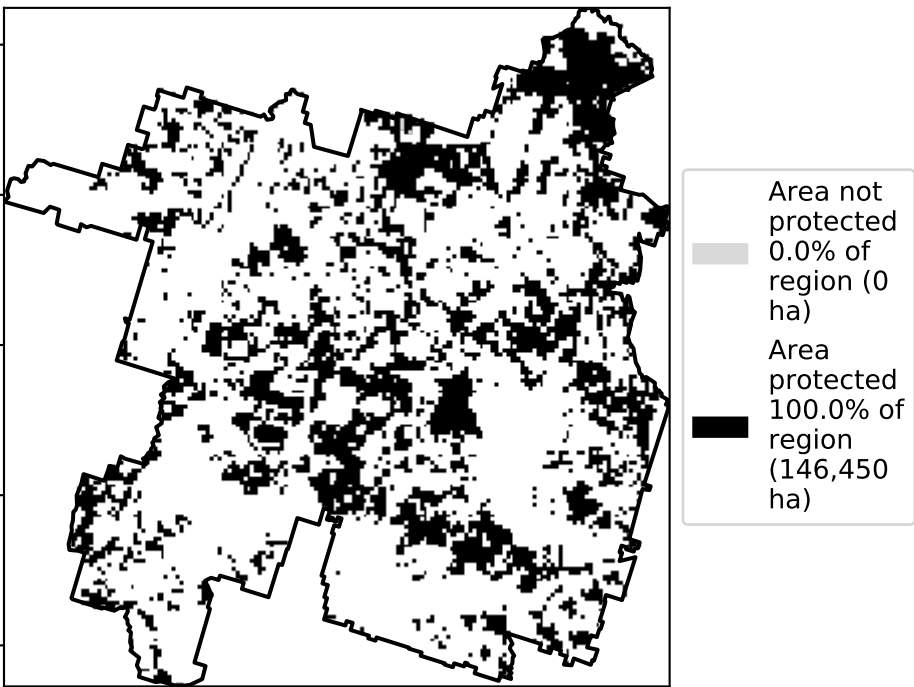 Area not
protected
0.0% of
region (0
ha)
Area
protected
100.0% of
region
(146,450
ha)